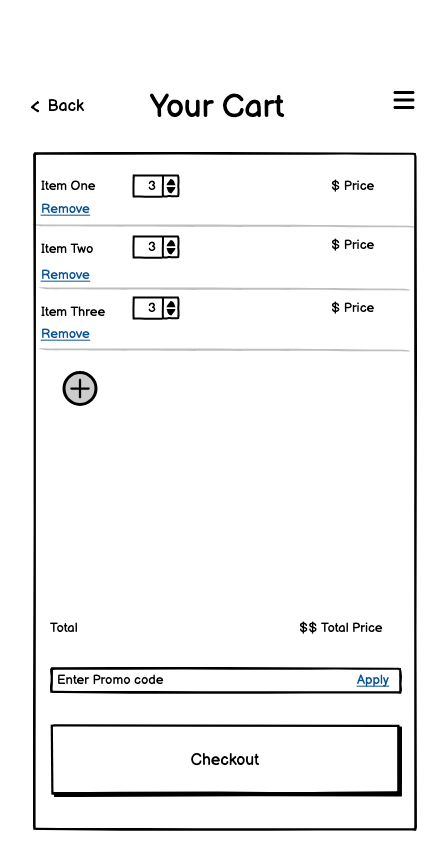 < Back
Your Cart
Item One 3 $ Price
Remove
Item Two 3 $ Price
Remove
Item Three 3 $ Price
Remove
Total $$ Total Price
Enter Promo code Apply
Checkout